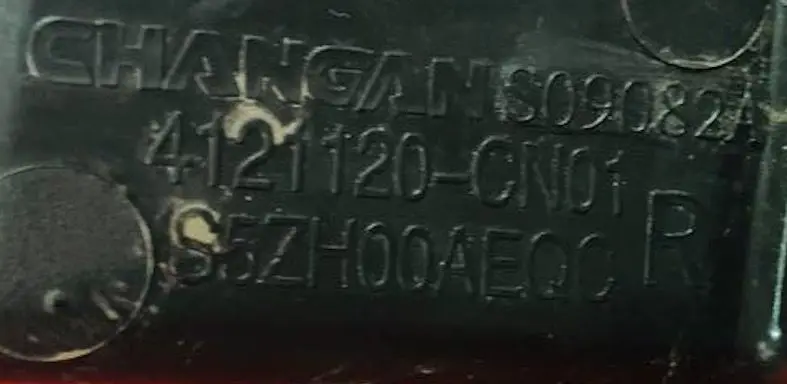 CHANGAN S09082A
4121120-CN01
S5ZH00AEQC R